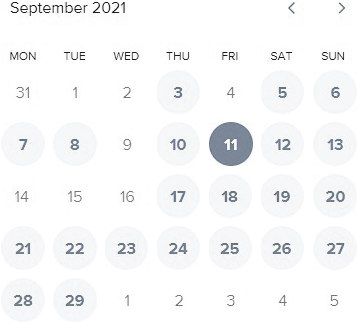 September 2021
MON TUE WED THU FRI SAT SUN
31 1 2 3 4 5 6
7 8 9 10 11 12 13
14 15 16 17 18 19 20
21 22 23 24 25 26 27
28 29 1 2 3 4 5